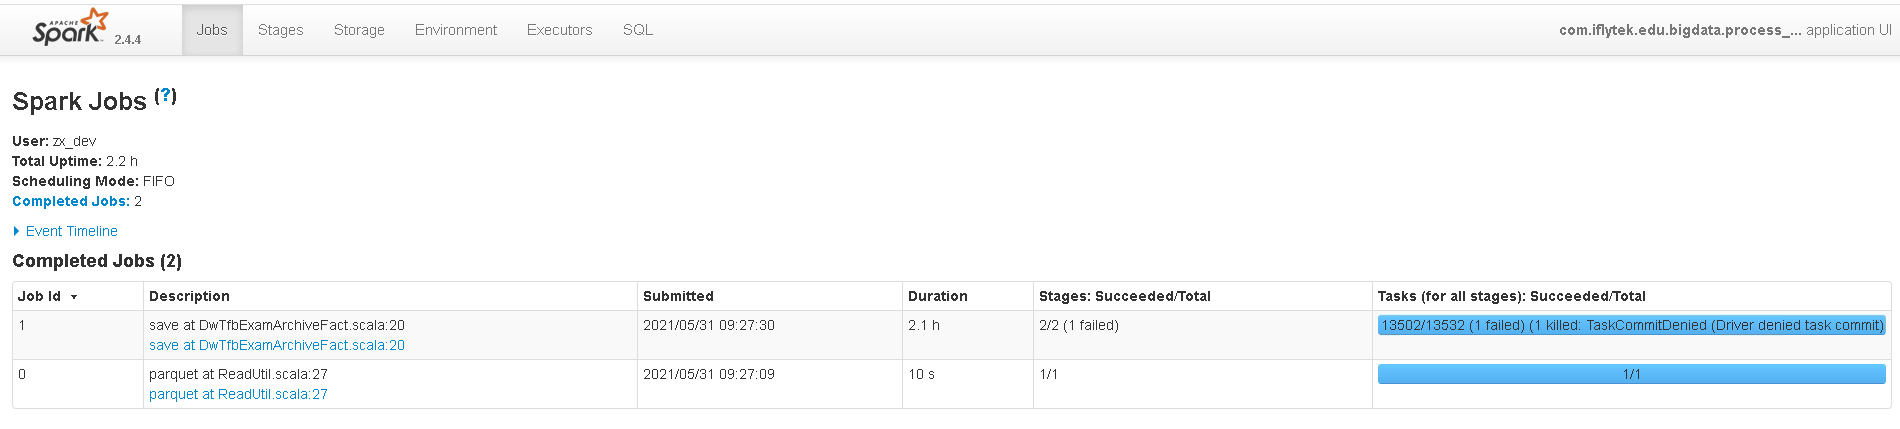 APACHE
Spark 2.4.4 Jobs Stages Storage Environment Executors SQL com.iflytek.edu.bigdata.process_... application UI
Spark Jobs (?)
User: zx_dev
Total Uptime: 2.2 h
Scheduling Mode: FIFO
Completed Jobs: 2
Event Timeline
Completed Jobs (2)
Job Id Description Submitted Duration Stages: Succeeded/Total Tasks (for all stages): Succeeded/Total
1 save at DwTfbExamArchiveFact.scala:20 2021/05/31 09:27:30 2.1 h 2/2 (1 failed) 13502/13532 (1 failed) (1 killed: TaskCommitDenied (Driver denied task commit)
save at DwTfbExamArchiveFact.scala:20
0 parquet at ReadUtil.scala:27 2021/05/31 09:27:09 10 s 1/1 1/1
parquet at ReadUtil.scala:27